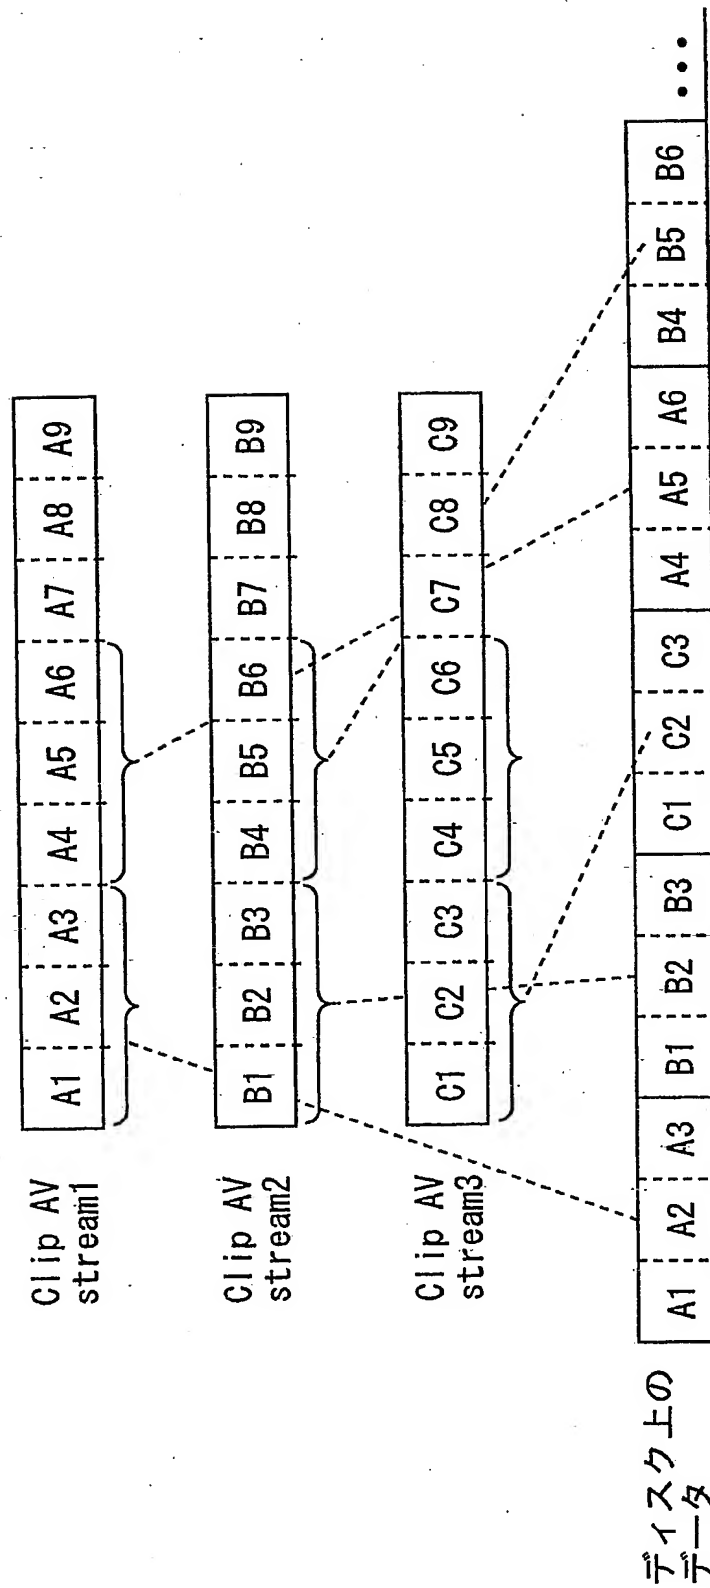 Clip AV
stream1
A1 A2 A3 A4 A5 A6 A7 A8 A9
Clip AV
stream2
B1 B2 B3 B4 B5 B6 B7 B8 B9
Clip AV
stream3
C1 C2 C3 C4 C5 C6 C7 C8 C9
ディスク上の
データ
A1 A2 A3 B1 B2 B3 C1 C2 C3 A4 A5 A6 B4 B5 B6 •••